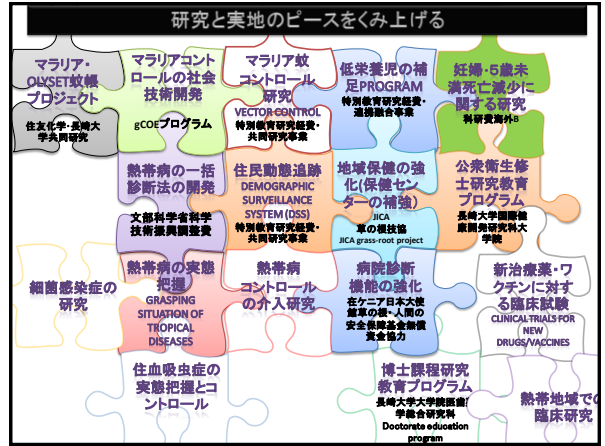 研究と実地のピースをくみ上げる
マラリア・
OLYSET蚊帳
プロジェクト
住友化学・長崎大
学共同研究
マラリアコント
ロールの社会
技術開発
gCOEプログラム
マラリア蚊
コントロール
研究
VECTOR CONTROL
特別教育研究経費・
共同研究事業
低栄養児の補
足PROGRAM
特別教育研究経費・
連携融合事業
妊婦・5歳未
満死亡減少に
関する研究
科研費海外B
熱帯病の一括
診断法の開発
文部科学省科学
技術振興調整費
住民動態追跡
DEMOGRAPHIC
SURVEILLANCE
SYSTEM (DSS)
特別教育研究経費・
共同研究事業
地域保健の強
化(保健セン
ターの補強)
JICA
草の根技協
JICA grass-root project
公衆衛生修
士研究教育
プログラム
長崎大学国際健
康開発研究科大
学院
細菌感染症の
研究
熱帯病の実態
把握
GRASPING
SITUATION OF
TROPICAL
DISEASES
熱帯病
コントロール
の介入研究
病院診断
機能の強化
在ケニア日本大使
館草の根・人間の
安全保障基金無償
資金協力
新治療薬・ワ
クチンに対す
る臨床試験
CLINICAL TRIALS FOR
NEW
DRUGS/VACCINES
住血吸虫症の
実態把握とコ
ントロール
博士課程研究
教育プログラム
長崎大学大学院医歯薬
学総合研究科
Doctorate education
program
熱帯地域での
臨床研究